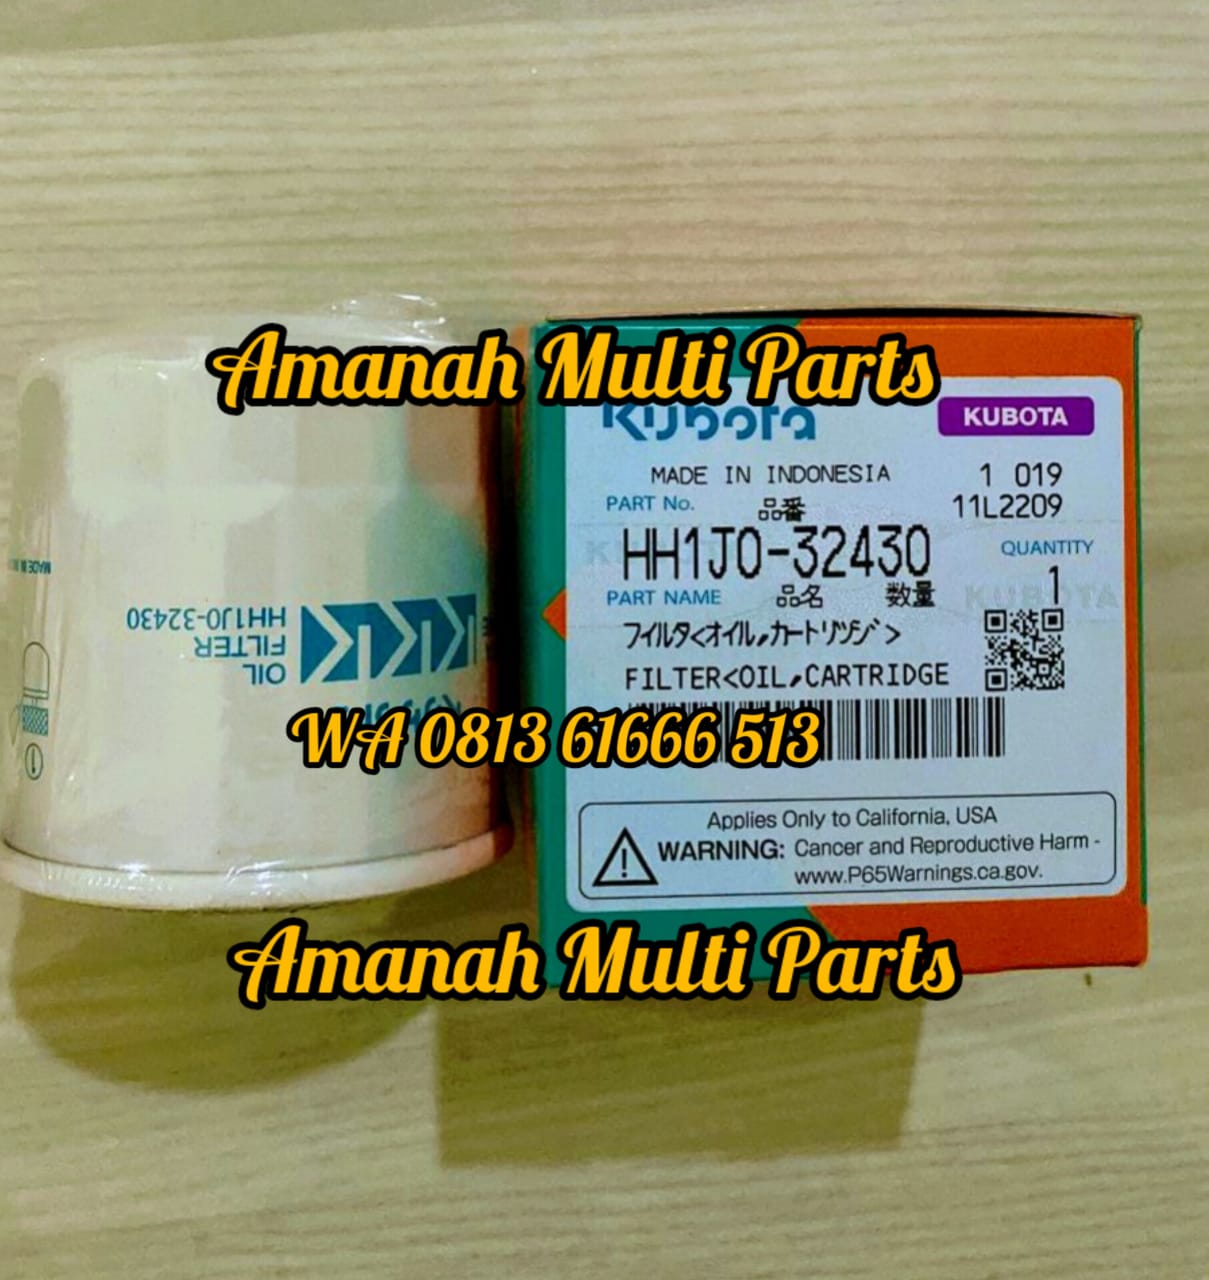 Amanah Multi Parts
Kubota
KUBOTA
MADE IN INDONESIA
1 019
PART No.
品番
11L2209
HH1J0-32430
QUANTITY
1
PART NAME
品名
数量
フィルタ<オイル,カートリッジ>
FILTER<OIL,CARTRIDGE
HH1J0-32430
OIL
FILTER
WA 0813 61666 513
Applies Only to California, USA
WARNING: Cancer and Reproductive Harm -
www.P65Warnings.ca.gov.
Amanah Multi Parts